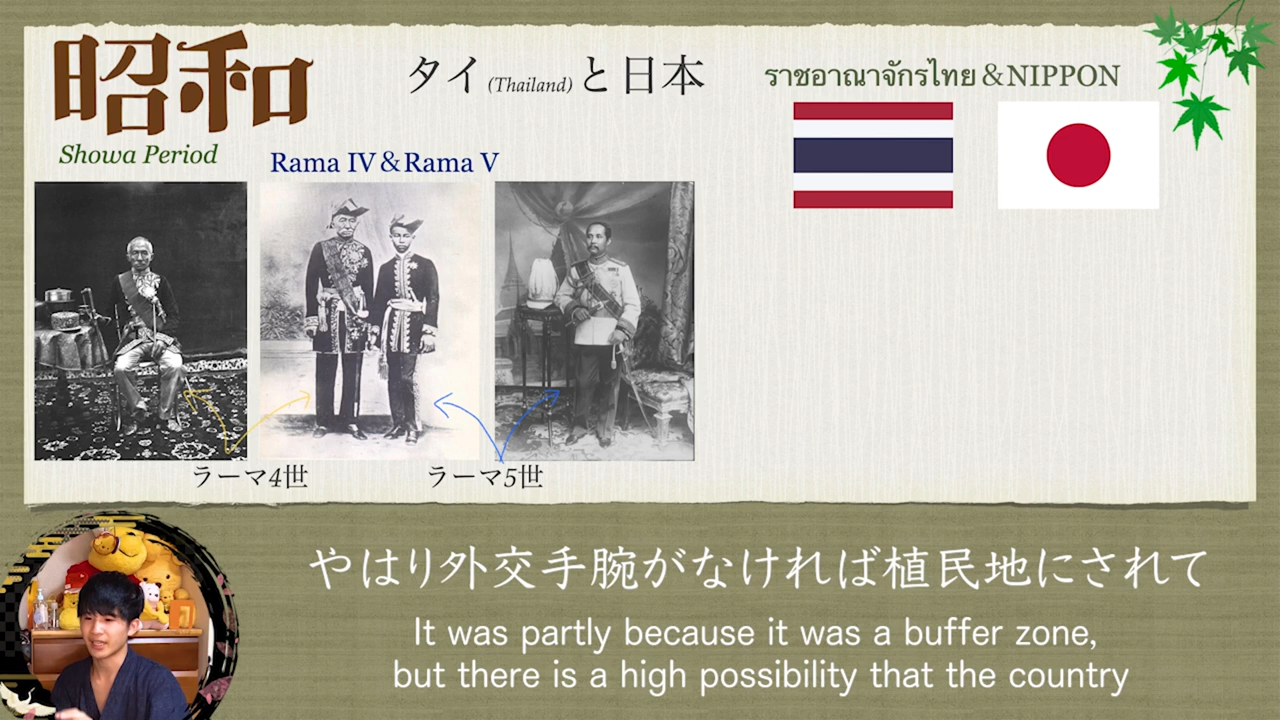 昭和
Showa Period
タイ(Thailand)と日本
ราชอาณาจักรไทย&NIPPON
Rama IV&Rama V
ラーマ4世
ラーマ5世
やはり外交手腕がなければ植民地にされて
It was partly because it was a buffer zone,
but there is a high possibility that the country